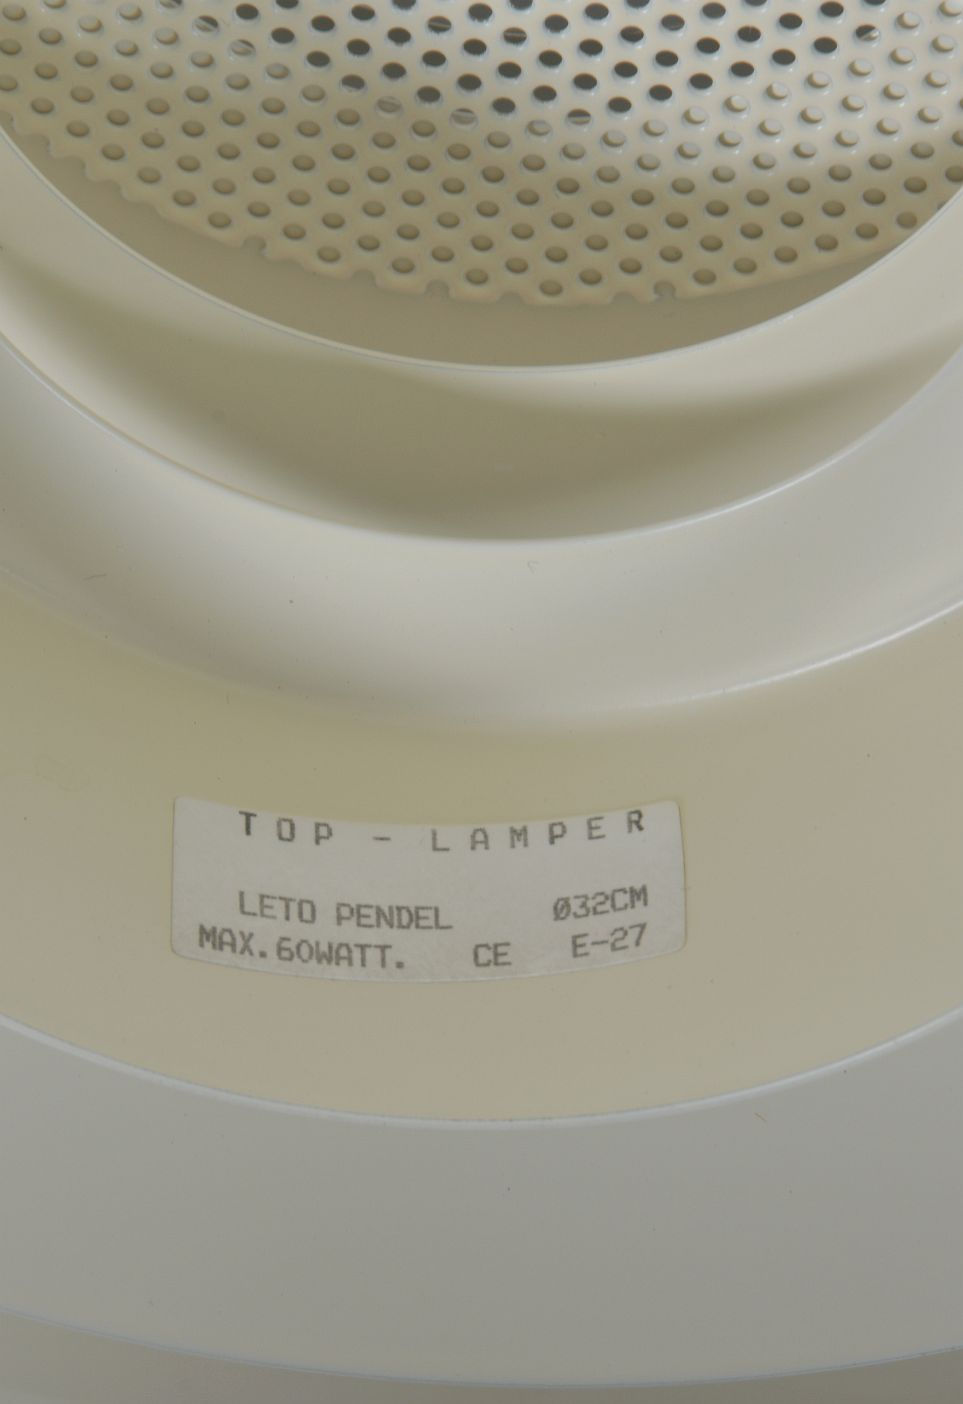 TOP - LAMPER
LETO PENDEL Ø32CM
MAX.60WATT. CE E-27